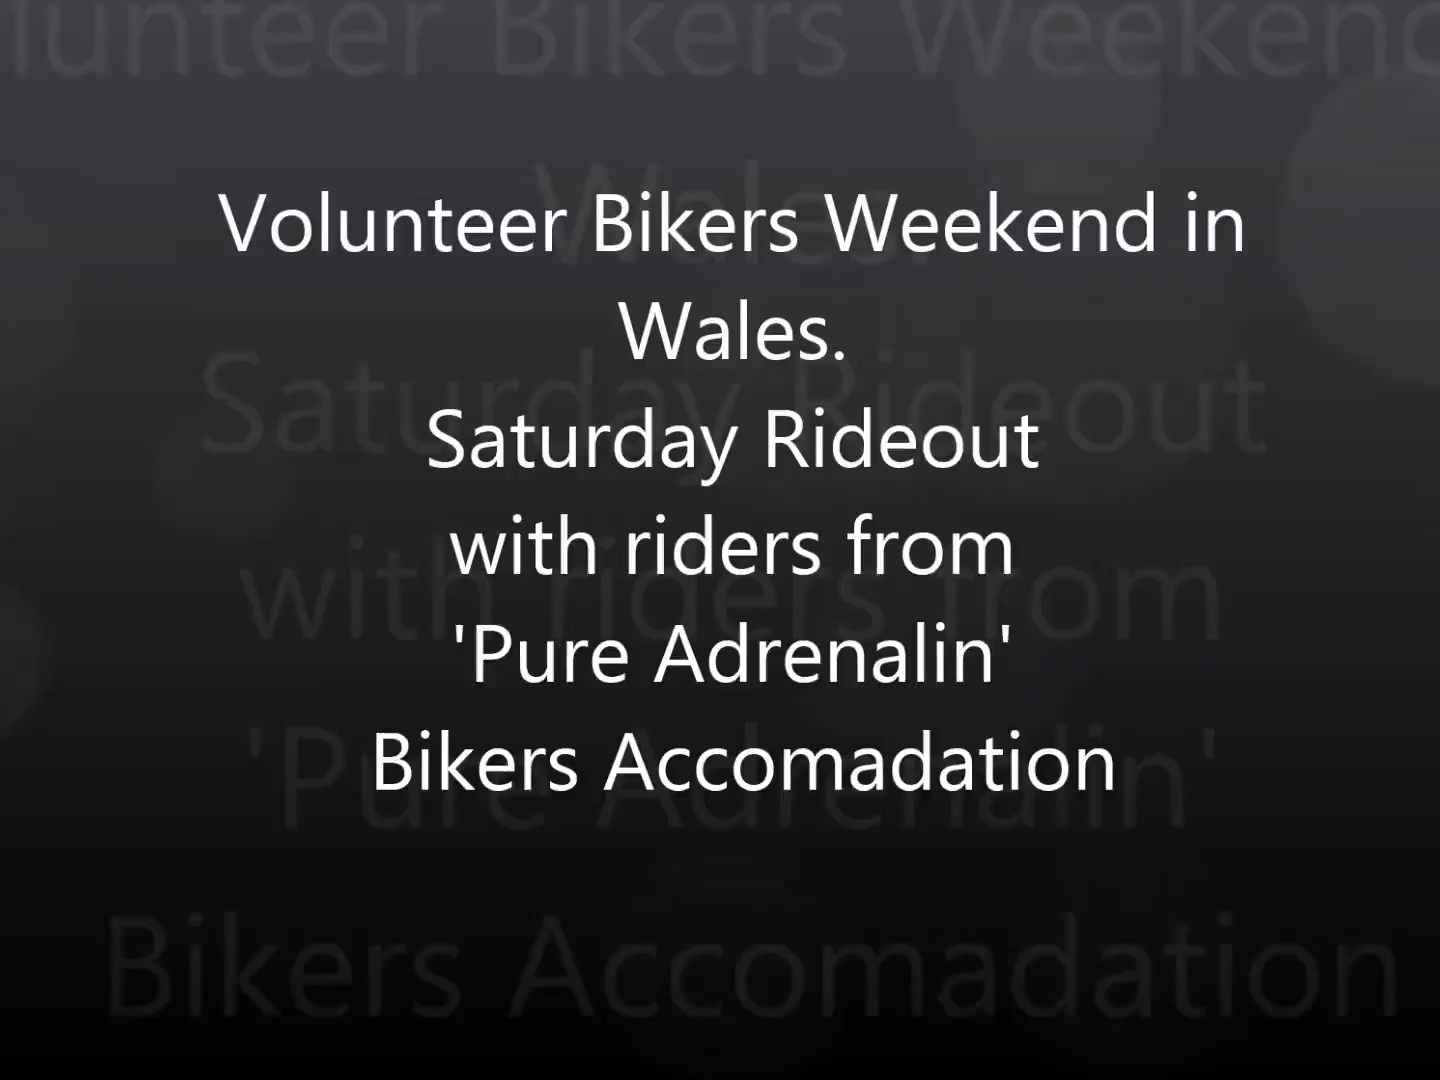 Volunteer Bikers Weekend in
Wales.
Saturday Rideout
with riders from
'Pure Adrenalin'
Bikers Accomadation